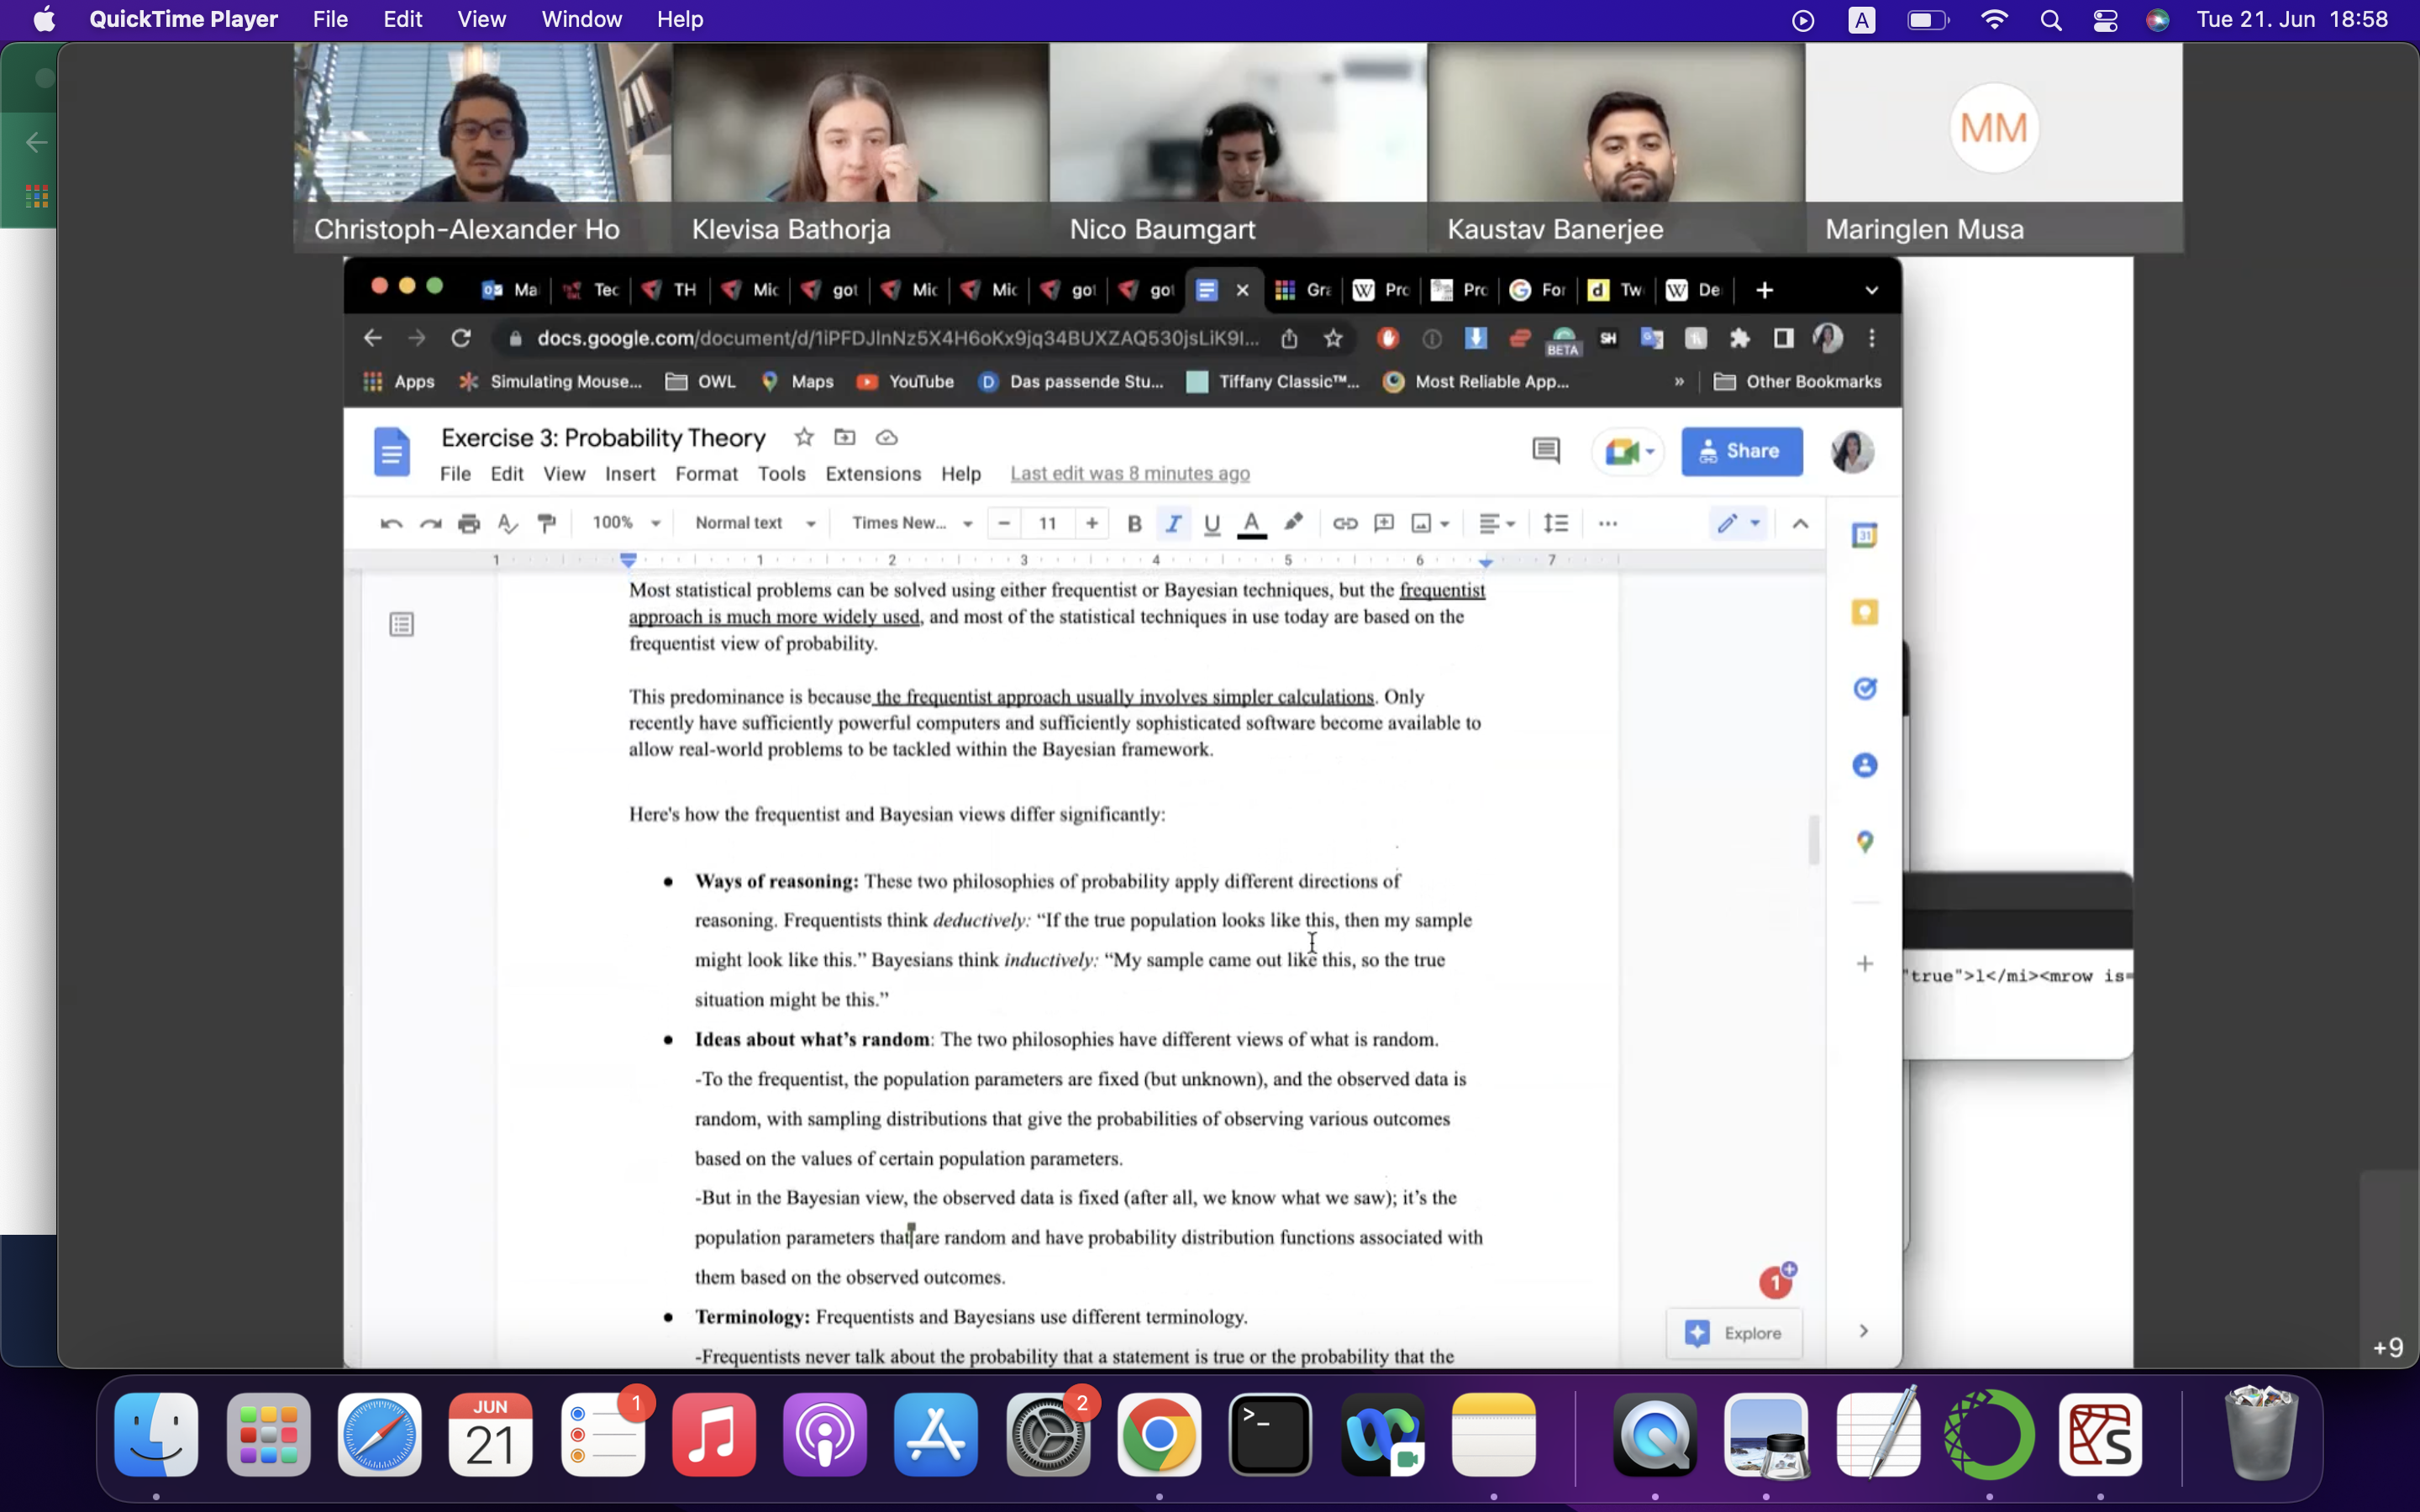 QuickTime Player File Edit View Window Help A Tue 21. Jun 18:58
MM
Christoph-Alexander Ho Klevisa Bathorja Nico Baumgart Kaustav Banerjee Maringlen Musa
Ma Tec TH Mic got Mic Mic got got Gra Pro Pro For Tw De
docs.google.com/document/d/1iPFDJlnNz5X4H6oKx9jq34BUXZAQ530jsLiK9I... SH BETA
Apps Simulating Mouse... OWL Maps YouTube Das passende Stu... Tiffany Classic™... Most Reliable App... » Other Bookmarks
Exercise 3: Probability Theory
Share
File Edit View Insert Format Tools Extensions Help Last edit was 8 minutes ago
100% Normal text Times New... − 11 + B I U A
31
1 1 2 3 4 5 6 7
Most statistical problems can be solved using either frequentist or Bayesian techniques, but the frequentist
approach is much more widely used, and most of the statistical techniques in use today are based on the
frequentist view of probability.
This predominance is because the frequentist approach usually involves simpler calculations. Only
recently have sufficiently powerful computers and sufficiently sophisticated software become available to
allow real-world problems to be tackled within the Bayesian framework.
Here's how the frequentist and Bayesian views differ significantly:
● Ways of reasoning: These two philosophies of probability apply different directions of
reasoning. Frequentists think deductively: “If the true population looks like this, then my sample
might look like this.” Bayesians think inductively: “My sample came out like this, so the true
situation might be this.”
● Ideas about what’s random: The two philosophies have different views of what is random.
-To the frequentist, the population parameters are fixed (but unknown), and the observed data is
random, with sampling distributions that give the probabilities of observing various outcomes
based on the values of certain population parameters.
-But in the Bayesian view, the observed data is fixed (after all, we know what we saw); it’s the
population parameters that are random and have probability distribution functions associated with
them based on the observed outcomes.
● Terminology: Frequentists and Bayesians use different terminology.
-Frequentists never talk about the probability that a statement is true or the probability that the
"true">1</mi><mrow is=
1
Explore
+9
JUN
21
1
2
>_
S